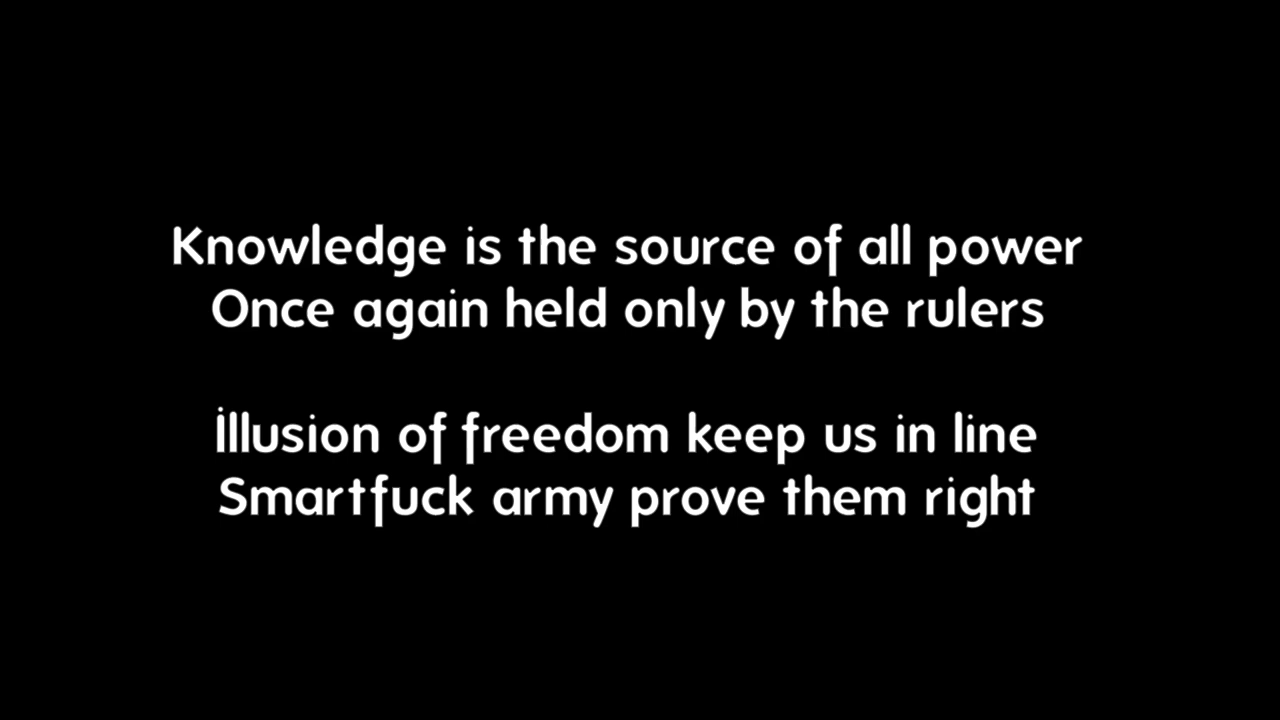 Knowledge is the source of all power
Once again held only by the rulers
İllusion of freedom keep us in line
Smartfuck army prove them right